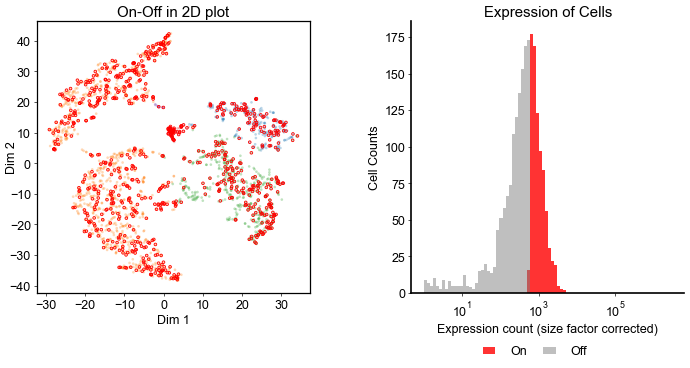 On-Off in 2D plot
Dim 2
40
30
20
10
0
−10
−20
−30
−40
−30 −20 −10 0 10 20 30
Dim 1
Expression of Cells
Cell Counts
175
150
125
100
75
50
25
0
10¹ 10³ 10⁵
Expression count (size factor corrected)
On Off